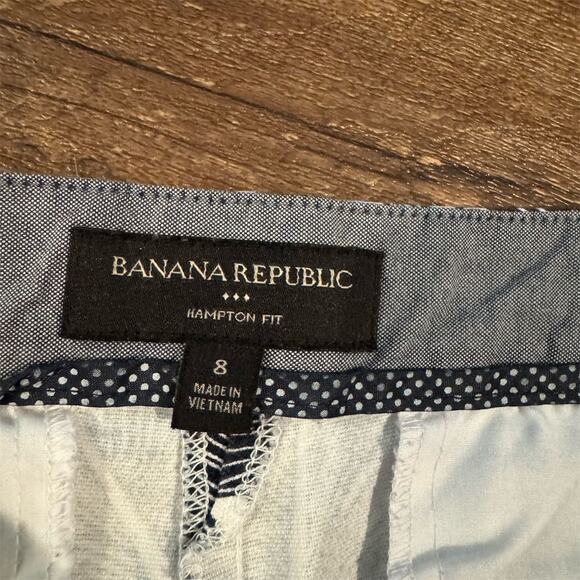 BANANA REPUBLIC
HAMPTON FIT
8
MADE IN
VIETNAM